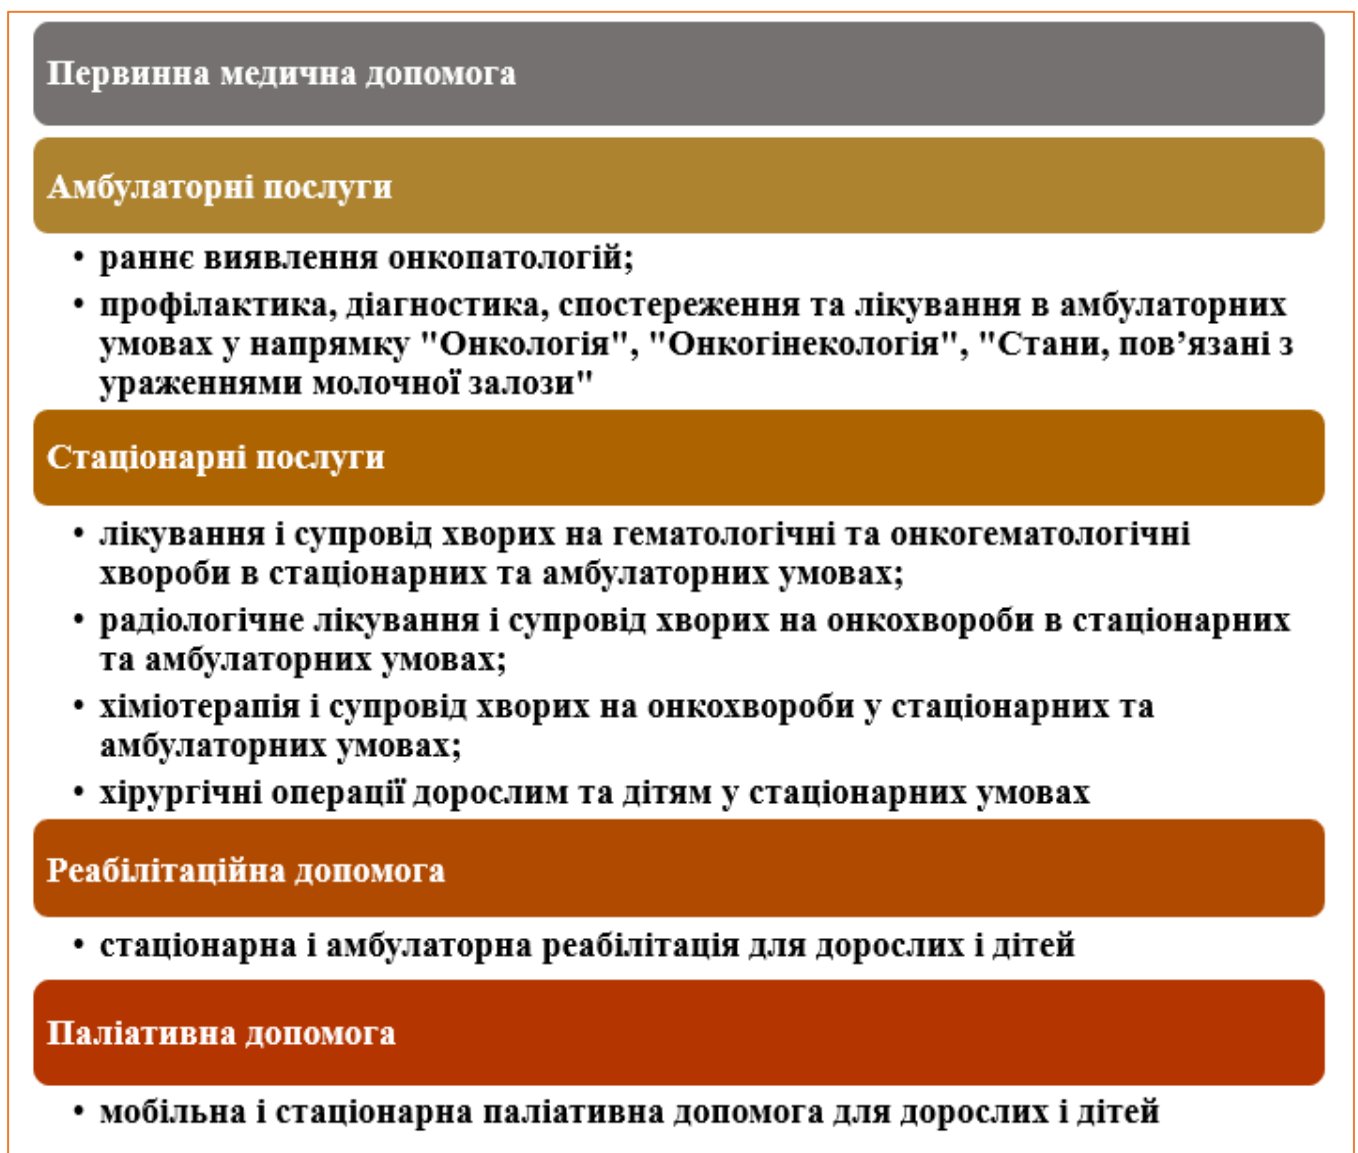 Первинна медична допомога
Амбулаторні послуги
• раннє виявлення онкопатологій;
• профілактика, діагностика, спостереження та лікування в амбулаторних
умовах у напрямку "Онкологія", "Онкогінекологія", "Стани, пов’язані з
ураженнями молочної залози"
Стаціонарні послуги
• лікування і супровід хворих на гематологічні та онкогематологічні
хвороби в стаціонарних та амбулаторних умовах;
• радіологічне лікування і супровід хворих на онкохвороби в стаціонарних
та амбулаторних умовах;
• хіміотерапія і супровід хворих на онкохвороби у стаціонарних та
амбулаторних умовах;
• хірургічні операції дорослим та дітям у стаціонарних умовах
Реабілітаційна допомога
• стаціонарна і амбулаторна реабілітація для дорослих і дітей
Паліативна допомога
• мобільна і стаціонарна паліативна допомога для дорослих і дітей